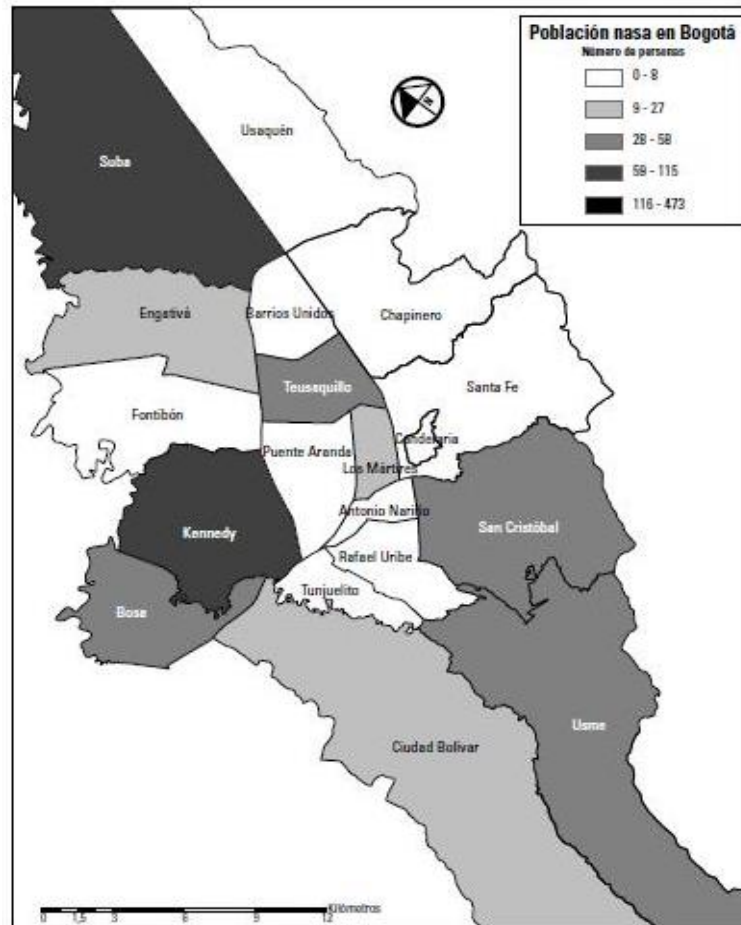 Población nasa en Bogotá
Número de personas
0 - 8
9 - 27
28 - 58
59 - 115
116 - 473
N
Usaquén
Suba
Engativá
Barrios Unidos
Chapinero
Teusaquillo
Santa Fe
Fontibón
Candelaria
Puente Aranda
Los Mártires
Antonio Nariño
Kennedy
San Cristóbal
Rafael Uribe
Tunjuelito
Bosa
Usme
Ciudad Bolívar
Kilómetros
0 1,5 3 6 9 12